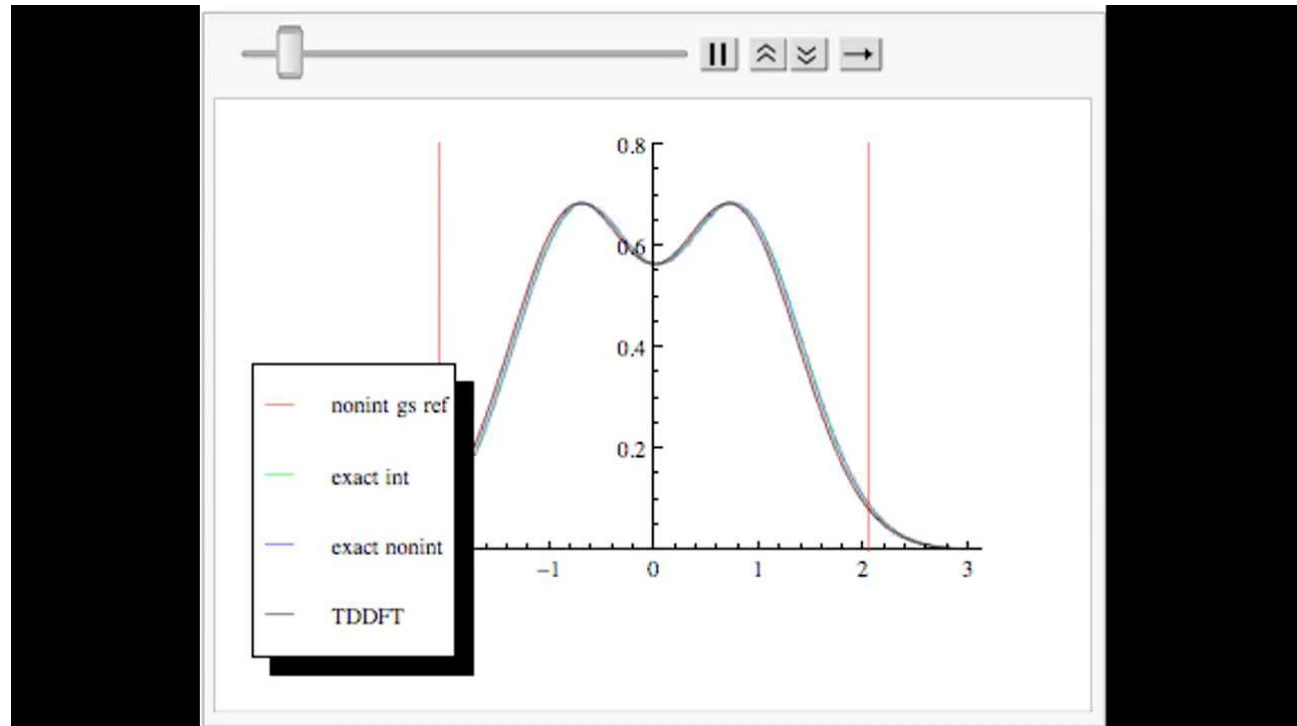 0.8
0.6
0.4
0.2
−1 0 1 2 3
nonint gs ref
exact int
exact nonint
TDDFT